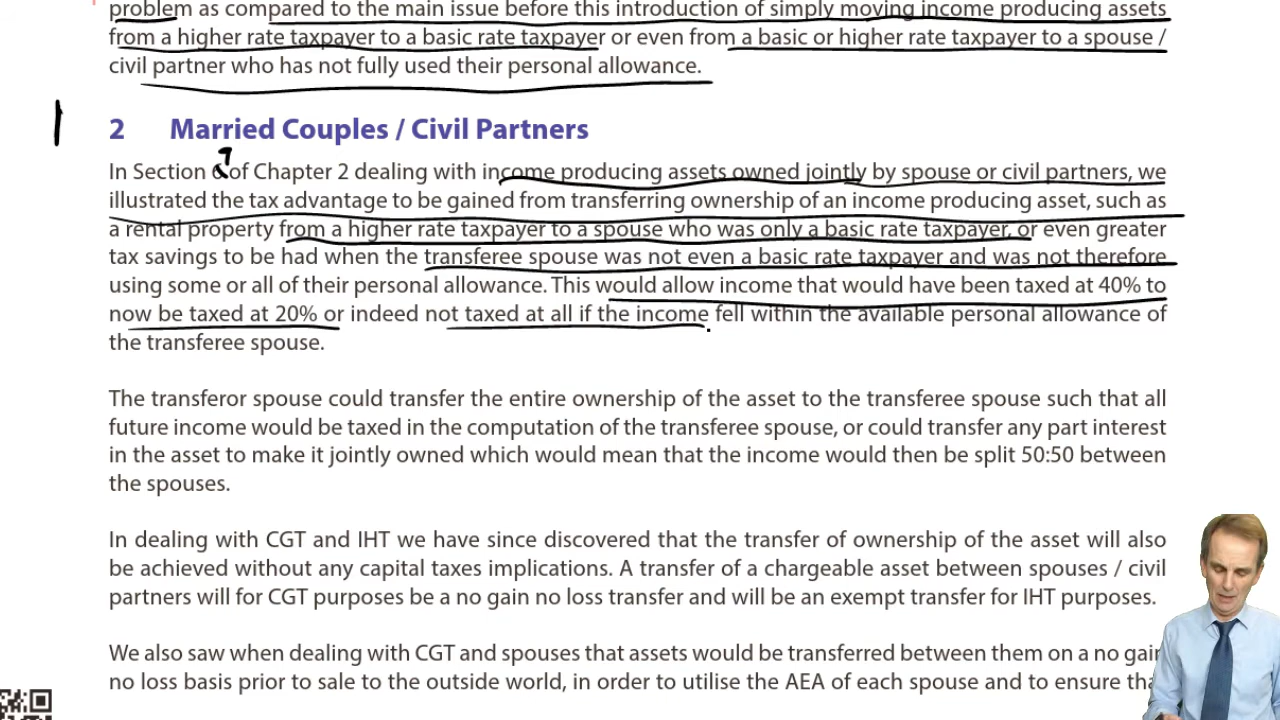 problem as compared to the main issue before this introduction of simply moving income producing assets
from a higher rate taxpayer to a basic rate taxpayer or even from a basic or higher rate taxpayer to a spouse /
civil partner who has not fully used their personal allowance.
2 Married Couples / Civil Partners
7
In Section of Chapter 2 dealing with income producing assets owned jointly by spouse or civil partners, we
illustrated the tax advantage to be gained from transferring ownership of an income producing asset, such as
a rental property from a higher rate taxpayer to a spouse who was only a basic rate taxpayer, or even greater
tax savings to be had when the transferee spouse was not even a basic rate taxpayer and was not therefore
using some or all of their personal allowance. This would allow income that would have been taxed at 40% to
now be taxed at 20% or indeed not taxed at all if the income fell within the available personal allowance of
the transferee spouse.
The transferor spouse could transfer the entire ownership of the asset to the transferee spouse such that all
future income would be taxed in the computation of the transferee spouse, or could transfer any part interest
in the asset to make it jointly owned which would mean that the income would then be split 50:50 between
the spouses.
In dealing with CGT and IHT we have since discovered that the transfer of ownership of the asset will also
be achieved without any capital taxes implications. A transfer of a chargeable asset between spouses / civil
partners will for CGT purposes be a no gain no loss transfer and will be an exempt transfer for IHT purposes.
We also saw when dealing with CGT and spouses that assets would be transferred between them on a no gain
no loss basis prior to sale to the outside world, in order to utilise the AEA of each spouse and to ensure